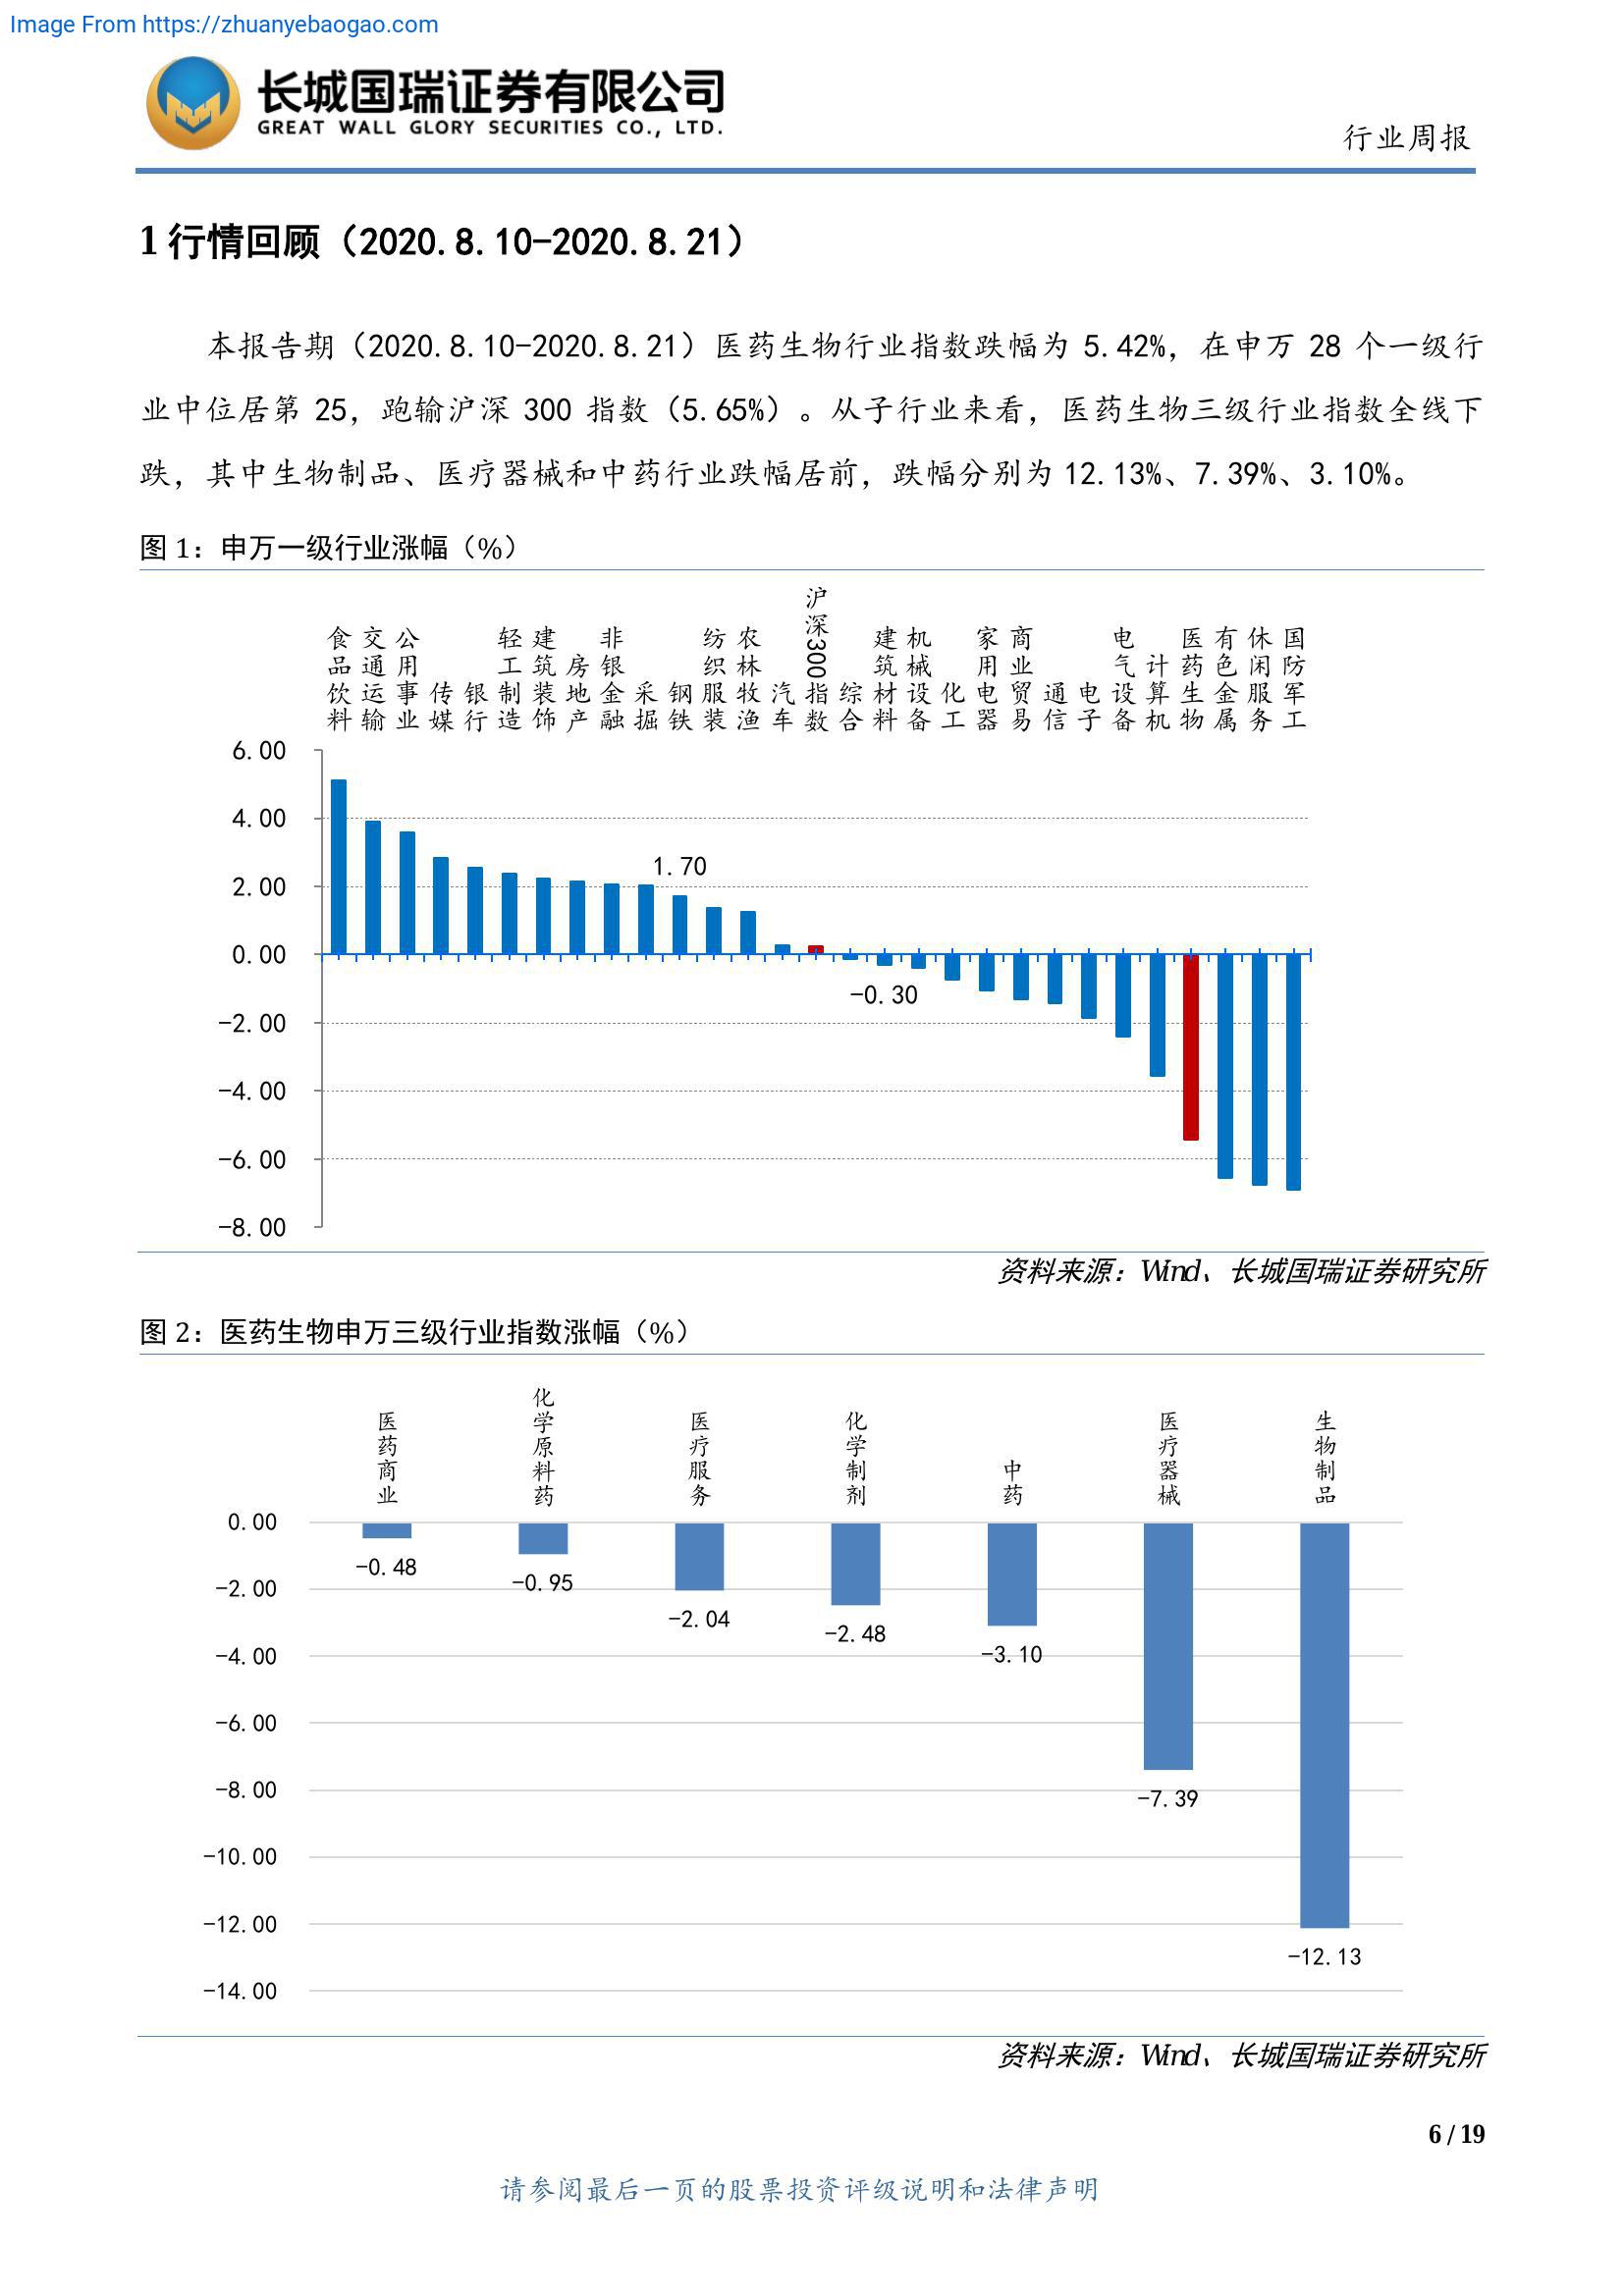 Image From https://zhuanyebaogao.com
长城国瑞证券有限公司
GREAT WALL GLORY SECURITIES CO., LTD.
行业周报
1 行情回顾（2020.8.10-2020.8.21）
本报告期（2020.8.10-2020.8.21）医药生物行业指数跌幅为 5.42%，在申万 28 个一级行
业中位居第 25，跑输沪深 300 指数（5.65%）。从子行业来看，医药生物三级行业指数全线下
跌，其中生物制品、医疗器械和中药行业跌幅居前，跌幅分别为 12.13%、7.39%、3.10%。
图 1：申万一级行业涨幅（%）
食品饮料
交通运输
公用事业
传媒
银行
轻工制造
建筑装饰
房地产
非银金融
采掘
钢铁
纺织服装
农林牧渔
汽车
沪深300指数
综合
建筑材料
机械设备
化工
家用电器
商业贸易
通信
电子
电气设备
计算机
医药生物
有色金属
休闲服务
国防军工
6.00
4.00
2.00
0.00
-2.00
-4.00
-6.00
-8.00
1.70
-0.30
资料来源：Wind、长城国瑞证券研究所
图 2：医药生物申万三级行业指数涨幅（%）
医药商业
化学原料药
医疗服务
化学制剂
中药
医疗器械
生物制品
0.00
-2.00
-4.00
-6.00
-8.00
-10.00
-12.00
-14.00
-0.48
-0.95
-2.04
-2.48
-3.10
-7.39
-12.13
资料来源：Wind、长城国瑞证券研究所
6 / 19
请参阅最后一页的股票投资评级说明和法律声明